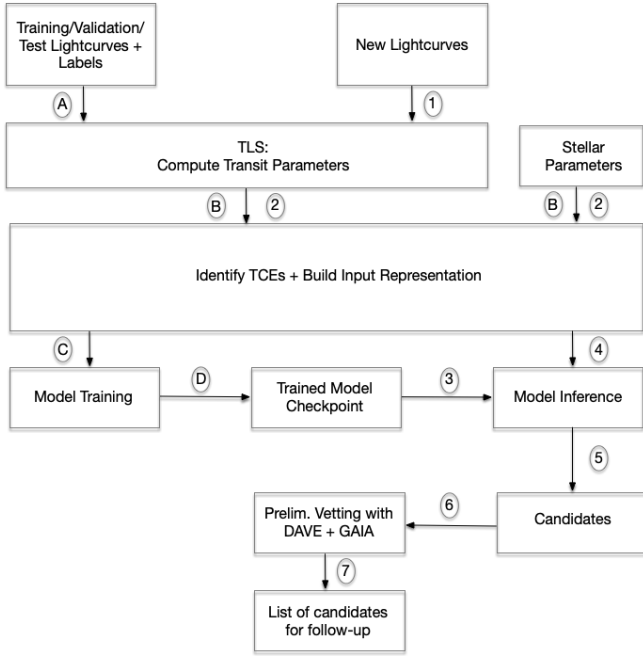 Training/Validation/
Test Lightcurves +
Labels
New Lightcurves
A
1
TLS:
Compute Transit Parameters
Stellar
Parameters
B
2
B
2
Identify TCEs + Build Input Representation
C
4
Model Training
D
Trained Model
Checkpoint
3
Model Inference
5
Candidates
6
Prelim. Vetting with
DAVE + GAIA
7
List of candidates
for follow-up